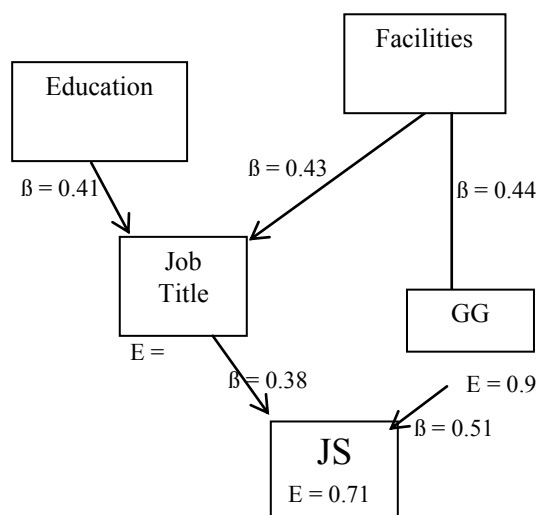 Facilities
Education
ß = 0.41
ß = 0.43
ß = 0.44
Job
Title
GG
E =
ß = 0.38
E = 0.9
ß = 0.51
JS
E = 0.71